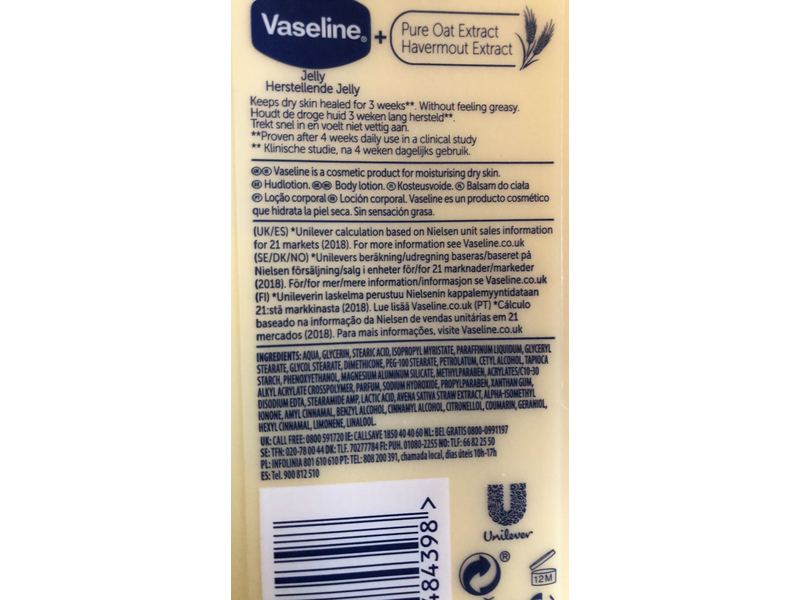 Vaseline®
+
Pure Oat Extract
Havermout Extract
Jelly
Herstellende Jelly
Keeps dry skin healed for 3 weeks**. Without feeling greasy.
Houdt de droge huid 3 weken lang hersteld**.
Trekt snel in en voelt niet vettig aan.
**Proven after 4 weeks daily use in a clinical study
** Klinische studie, na 4 weken dagelijks gebruik.
Vaseline is a cosmetic product for moisturising dry skin.
Hudlotion. Body lotion. Kosteusvoide. Balsam do ciała
Loção corporal Loción corporal. Vaseline es un producto cosmético
que hidrata la piel seca. Sin sensación grasa.
(UK/ES) *Unilever calculation based on Nielsen unit sales information
for 21 markets (2018). For more information see Vaseline.co.uk
(SE/DK/NO) *Unilevers beräkning/udregning baseras/baseret på
Nielsen försäljning/salg i enheter för/for 21 marknader/markeder
(2018). För/for mer/mere information/informasjon se Vaseline.co.uk
(FI) *Unileverin laskelma perustuu Nielsenin kappalemyyntidataan
21:stä markkinasta (2018). Lue lisää Vaseline.co.uk (PT) *Cálculo
baseado na informação da Nielsen de vendas unitárias em 21
mercados (2018). Para mais informações, visite Vaseline.co.uk
INGREDIENTS: AQUA, GLYCERIN, STEARIC ACID, ISOPROPYL MYRISTATE, PARAFFINUM LIQUIDUM, GLYCERYL
STEARATE, GLYCOL STEARATE, DIMETHICONE, PEG-100 STEARATE, PETROLATUM, CETYL ALCOHOL, TAPIOCA
STARCH, PHENOXYETHANOL, MAGNESIUM ALUMINUM SILICATE, METHYLPARABEN, ACRYLATES/C10-30
ALKYL ACRYLATE CROSSPOLYMER, PARFUM, SODIUM HYDROXIDE, PROPYLPARABEN, XANTHAN GUM,
DISODIUM EDTA, STEARAMIDE AMP, LACTIC ACID, AVENA SATIVA STRAW EXTRACT, ALPHA-ISOMETHYL
IONONE, AMYL CINNAMAL, BENZYL ALCOHOL, CINNAMYL ALCOHOL, CITRONELLOL, COUMARIN, GERANIOL,
HEXYL CINNAMAL, LIMONENE, LINALOOL.
UK: CALL FREE: 0800 591720 IE: CALLSAVE 1850 40 40 60 NL: BEL GRATIS 0800-0991197
SE: TFN: 020-78 00 44 DK: TLF. 70277784 FI: PUH. 01080-2255 NO: TLF: 66 82 25 50
PL: INFOLINIA 801 610 610 PT: TEL: 808 200 391, chamada local, dias úteis 10h-17h
ES: Tel. 900 812 510
484398>
Unilever
®
12M